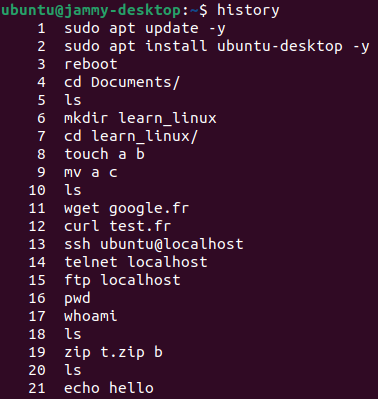 ubuntu@jammy-desktop:~$ history
1 sudo apt update -y
2 sudo apt install ubuntu-desktop -y
3 reboot
4 cd Documents/
5 ls
6 mkdir learn_linux
7 cd learn_linux/
8 touch a b
9 mv a c
10 ls
11 wget google.fr
12 curl test.fr
13 ssh ubuntu@localhost
14 telnet localhost
15 ftp localhost
16 pwd
17 whoami
18 ls
19 zip t.zip b
20 ls
21 echo hello